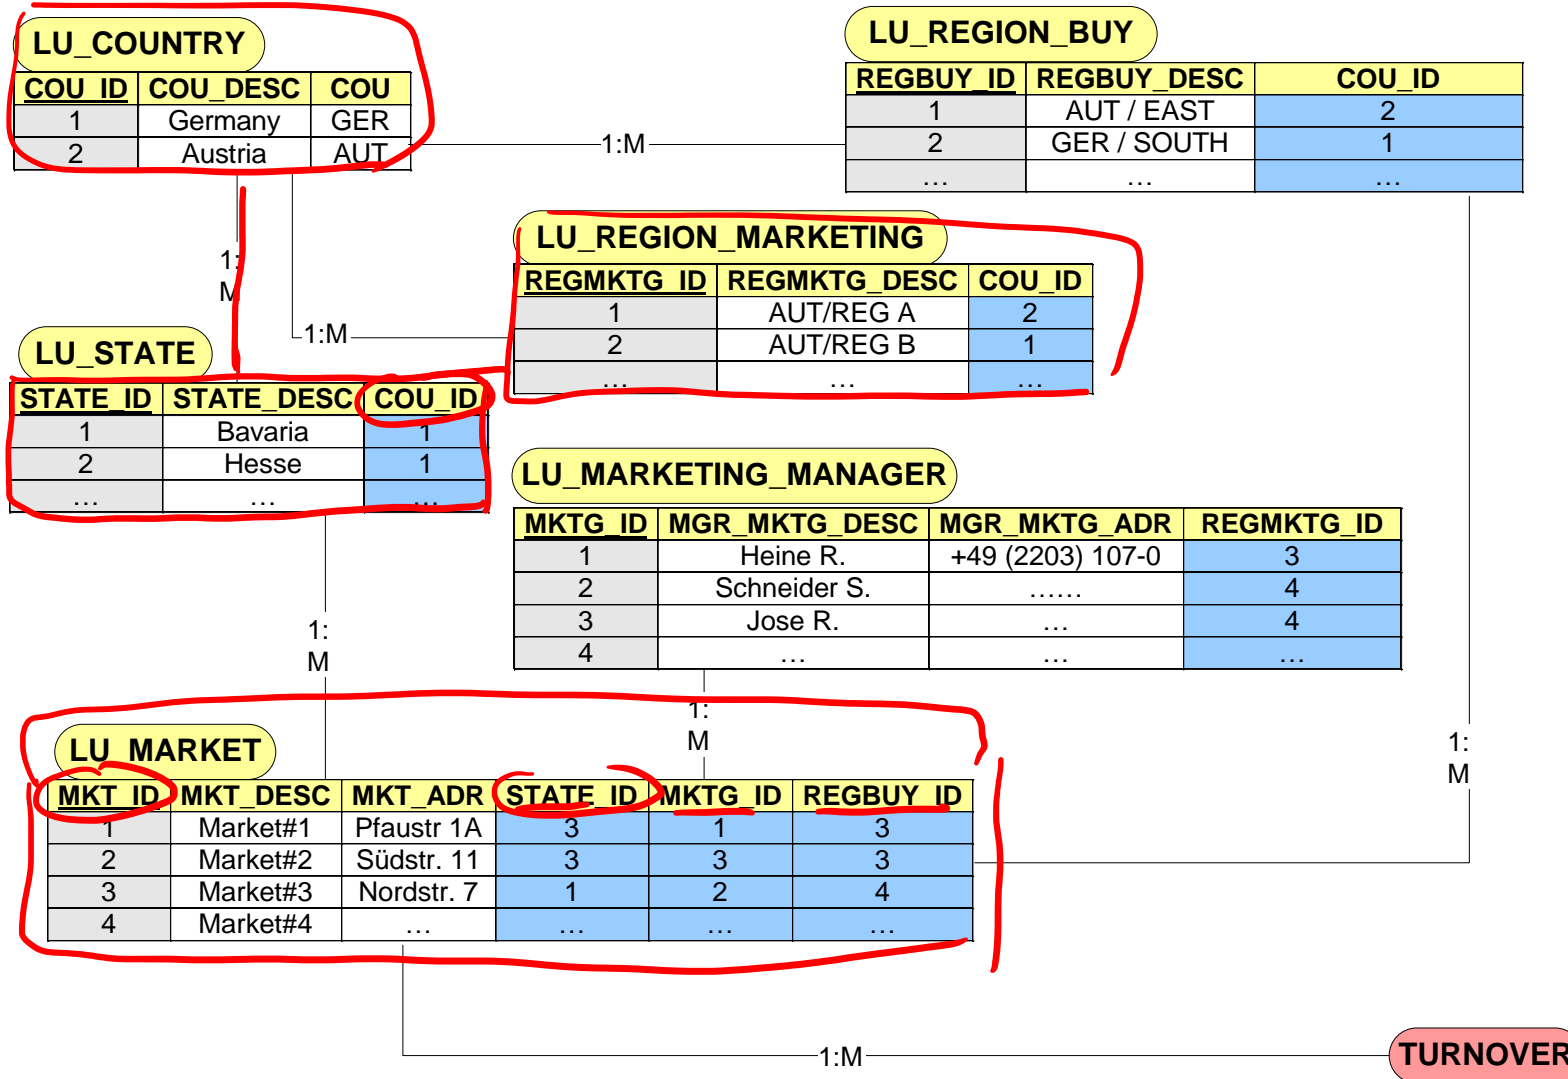 LU_COUNTRY
COU_ID COU_DESC COU
1 Germany GER
2 Austria AUT
LU_REGION_BUY
REGBUY_ID REGBUY_DESC COU_ID
1 AUT / EAST 2
2 GER / SOUTH 1
... ... ...
1:M
1:
M
1:M
LU_REGION_MARKETING
REGMKTG_ID REGMKTG_DESC COU_ID
1 AUT/REG A 2
2 AUT/REG B 1
... ... ...
LU_STATE
STATE_ID STATE_DESC COU_ID
1 Bavaria 1
2 Hesse 1
... ... ...
LU_MARKETING_MANAGER
MKTG_ID MGR_MKTG_DESC MGR_MKTG_ADR REGMKTG_ID
1 Heine R. +49 (2203) 107-0 3
2 Schneider S. ...... 4
3 Jose R. ... 4
4 ... ... ...
1:
M
1:
M
1:
M
LU_MARKET
MKT_ID MKT_DESC MKT_ADR STATE_ID MKTG_ID REGBUY_ID
1 Market#1 Pfaustr 1A 3 1 3
2 Market#2 Südstr. 11 3 3 3
3 Market#3 Nordstr. 7 1 2 4
4 Market#4 ... ... ... ...
1:M
TURNOVER